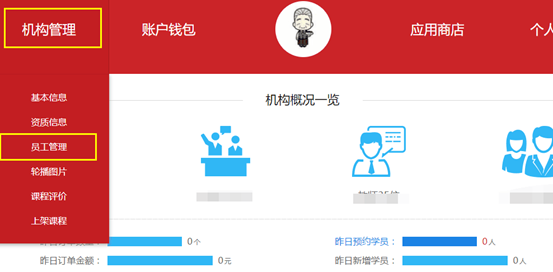 机构管理 账户钱包 应用商店 个人
基本信息
资质信息
员工管理
轮播图片
课程评价
上架课程
机构概况一览
0个 昨日预约学员： 0人
昨日订单金额： 0元 昨日新增学员： 0人